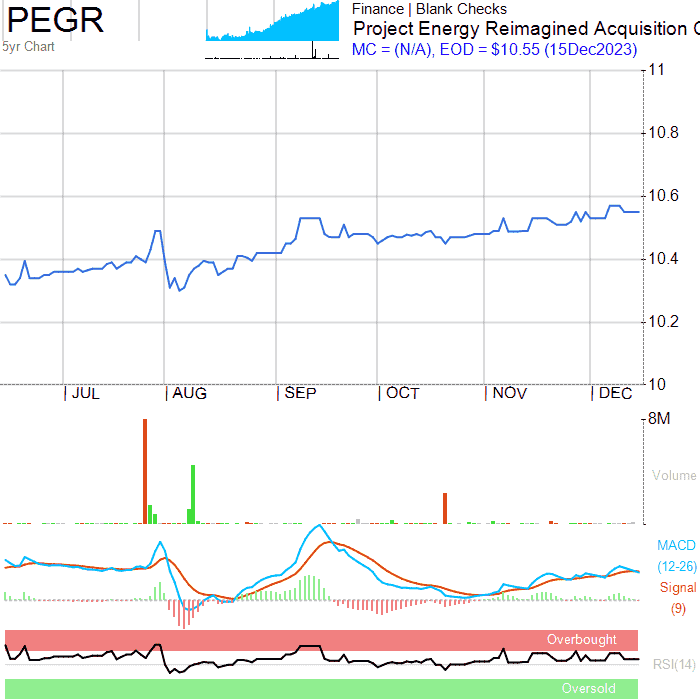 PEGR
5yr Chart
Finance | Blank Checks
Project Energy Reimagined Acquisition C
MC = (N/A), EOD = $10.55 (15Dec2023)
11
10.8
10.6
10.4
10.2
10
| JUL | AUG | SEP | OCT | NOV | DEC
8M
Volume
MACD
(12-26)
Signal
(9)
Overbought
RSI(14)
Oversold